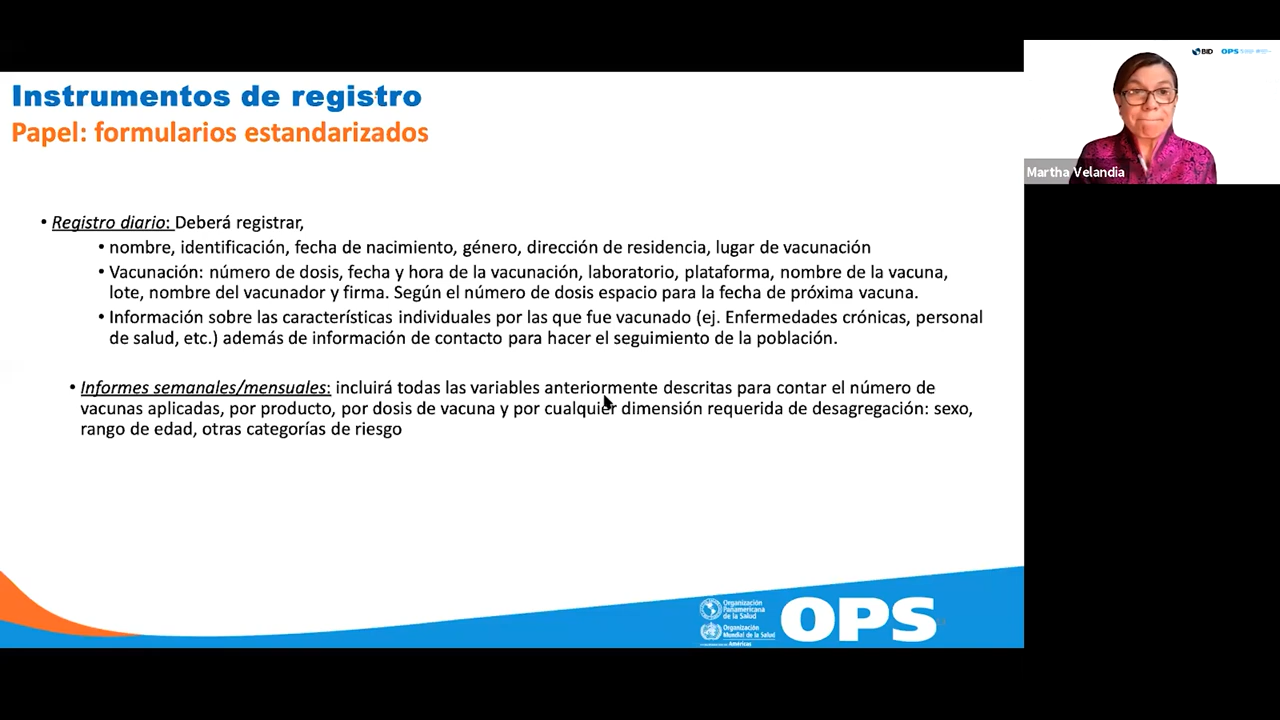 Instrumentos de registro
Papel: formularios estandarizados
• Registro diario: Deberá registrar,
• nombre, identificación, fecha de nacimiento, género, dirección de residencia, lugar de vacunación
• Vacunación: número de dosis, fecha y hora de la vacunación, laboratorio, plataforma, nombre de la vacuna,
lote, nombre del vacunador y firma. Según el número de dosis espacio para la fecha de próxima vacuna.
• Información sobre las características individuales por las que fue vacunado (ej. Enfermedades crónicas, personal
de salud, etc.) además de información de contacto para hacer el seguimiento de la población.
• Informes semanales/mensuales: incluirá todas las variables anteriormente descritas para contar el número de
vacunas aplicadas, por producto, por dosis de vacuna y por cualquier dimensión requerida de desagregación: sexo,
rango de edad, otras categorías de riesgo
Organización
Panamericana
de la Salud
Organización
Mundial de la Salud
Américas
OPS
BID
OPS
Martha Velandia